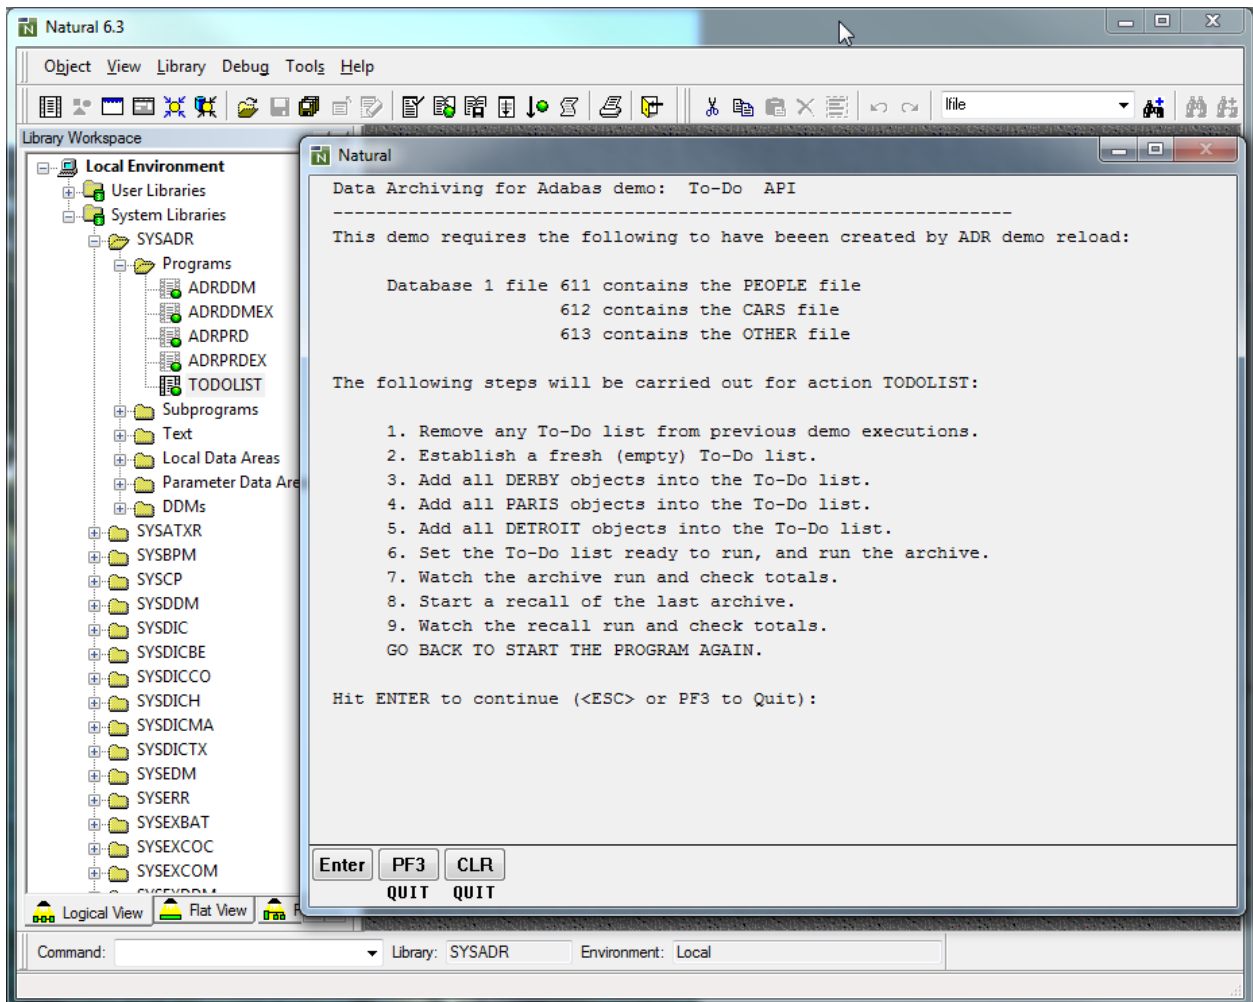 Natural 6.3
Object View Library Debug Tools Help
lfile
Library Workspace
Local Environment
User Libraries
System Libraries
SYSADR
Programs
ADRDDM
ADRDDMEX
ADRPRD
ADRPRDEX
TODOLIST
Subprograms
Text
Local Data Areas
Parameter Data Are
DDMs
SYSATXR
SYSBPM
SYSCP
SYSDDM
SYSDIC
SYSDICBE
SYSDICCO
SYSDICH
SYSDICMA
SYSDICTX
SYSEDM
SYSERR
SYSEXBAT
SYSEXCOC
SYSEXCOM
Logical View Flat View
Natural
Data Archiving for Adabas demo: To-Do API
---------------------------------------------------------------
This demo requires the following to have beeen created by ADR demo reload:
Database 1 file 611 contains the PEOPLE file
612 contains the CARS file
613 contains the OTHER file
The following steps will be carried out for action TODOLIST:
1. Remove any To-Do list from previous demo executions.
2. Establish a fresh (empty) To-Do list.
3. Add all DERBY objects into the To-Do list.
4. Add all PARIS objects into the To-Do list.
5. Add all DETROIT objects into the To-Do list.
6. Set the To-Do list ready to run, and run the archive.
7. Watch the archive run and check totals.
8. Start a recall of the last archive.
9. Watch the recall run and check totals.
GO BACK TO START THE PROGRAM AGAIN.
Hit ENTER to continue (<ESC> or PF3 to Quit):
Enter PF3 CLR
QUIT QUIT
Command: Library: SYSADR Environment: Local